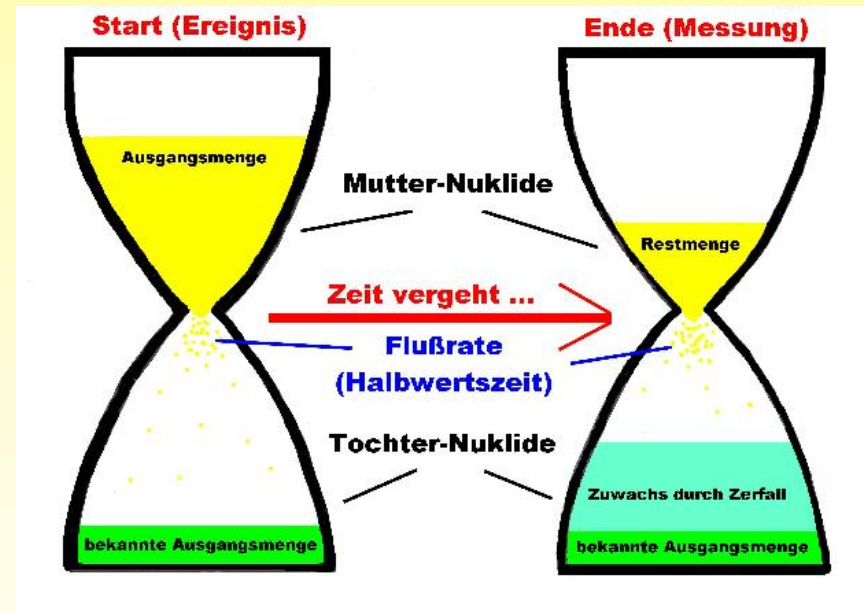 Start (Ereignis)
Ende (Messung)
Ausgangsmenge
Mutter-Nuklide
Restmenge
Zeit vergeht ...
Flußrate
(Halbwertszeit)
Tochter-Nuklide
Zuwachs durch Zerfall
bekannte Ausgangsmenge
bekannte Ausgangsmenge